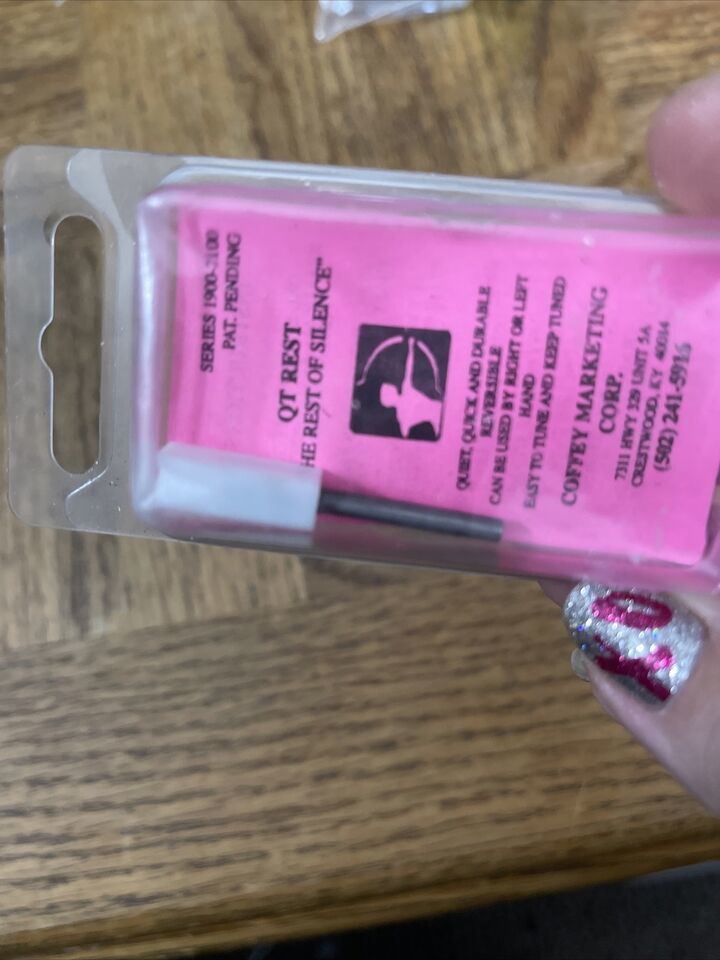 SERIES 1900-2100
PAT. PENDING
QT REST
HE REST OF SILENCE"
QUIET, QUICK AND DURABLE
REVERSIBLE
CAN BE USED BY RIGHT OR LEFT
HAND
EASY TO TUNE AND KEEP TUNED
COFFEY MARKETING
CORP.
7311 HWY 329 UNIT 5A
CRESTWOOD, KY 40014
(502) 241-5916
XO